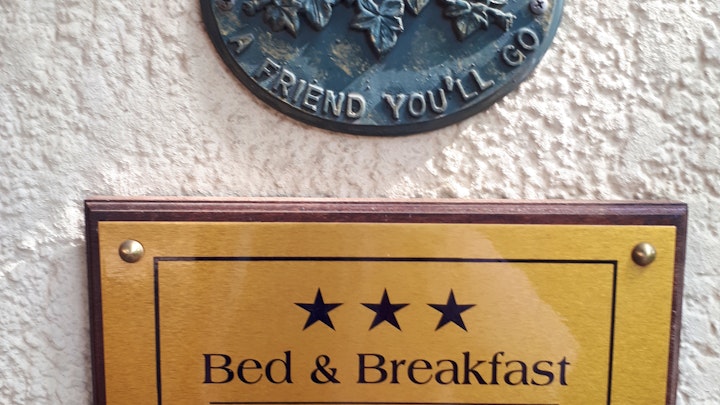 A FRIEND YOU'LL GO
★ ★ ★
Bed & Breakfast